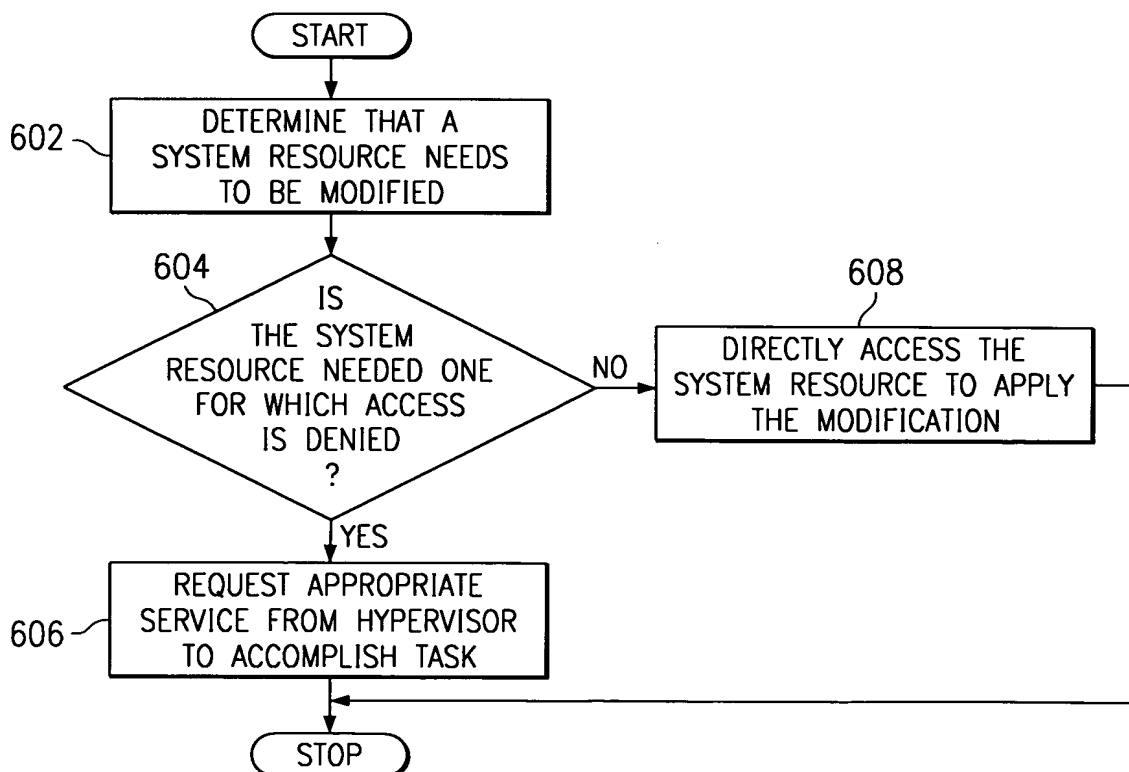 START
602
DETERMINE THAT A
SYSTEM RESOURCE NEEDS
TO BE MODIFIED
604
IS
THE SYSTEM
RESOURCE NEEDED ONE
FOR WHICH ACCESS
IS DENIED
?
NO
608
DIRECTLY ACCESS THE
SYSTEM RESOURCE TO APPLY
THE MODIFICATION
YES
606
REQUEST APPROPRIATE
SERVICE FROM HYPERVISOR
TO ACCOMPLISH TASK
STOP